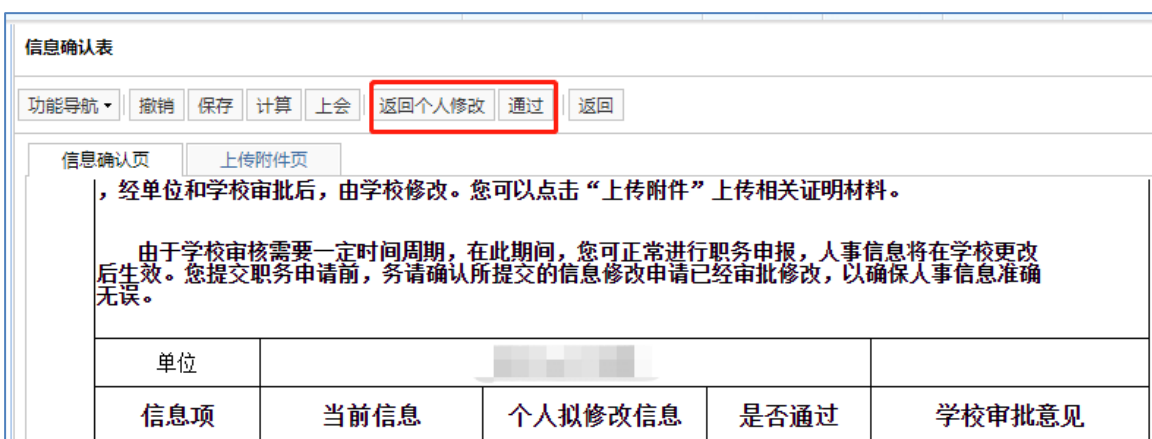 信息确认表
功能导航 撤销 保存 计算 上会 返回个人修改 通过 返回
信息确认页 上传附件页
，经单位和学校审批后，由学校修改。您可以点击“上传附件”上传相关证明材料。
由于学校审核需要一定时间周期，在此期间，您可正常进行职务申报，人事信息将在学校更改
后生效。您提交职务申请前，务请确认所提交的信息修改申请已经审批修改，以确保人事信息准确
无误。
单位
信息项 当前信息 个人拟修改信息 是否通过 学校审批意见